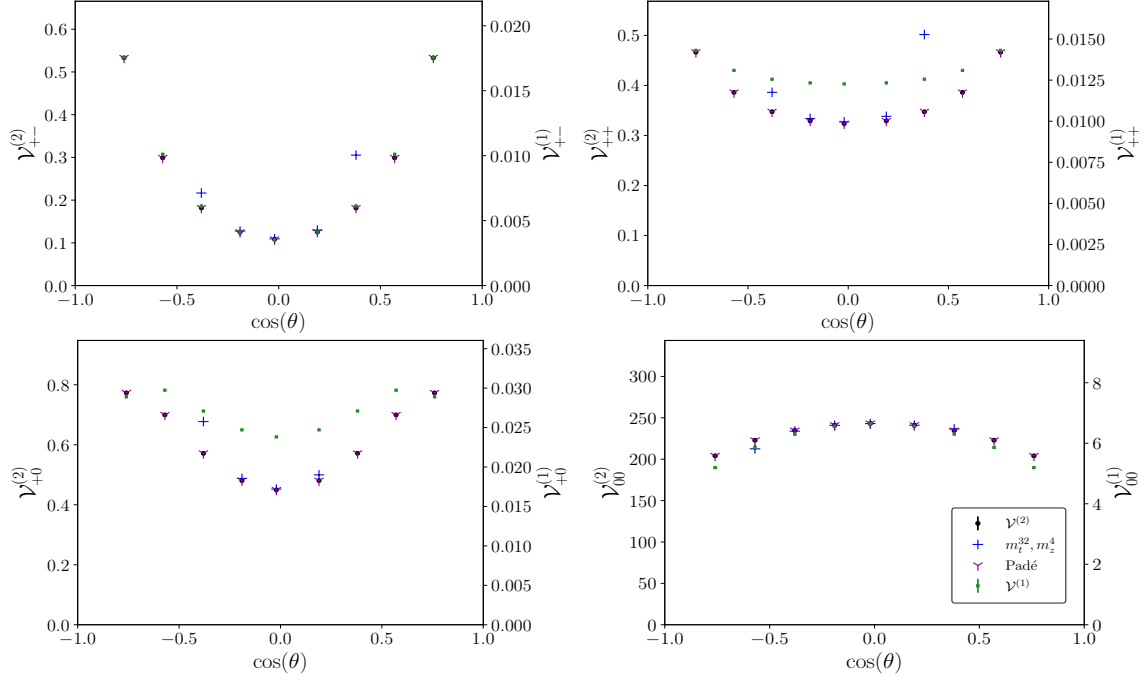 0.6
0.5
0.4
0.3
0.2
0.1
0.0
𝒱₊₋⁽²⁾
0.020
0.015
0.010
0.005
0.000
𝒱₊₋⁽¹⁾
−1.0 −0.5 0.0 0.5 1.0
cos(θ)
0.5
0.4
0.3
0.2
0.1
0.0
𝒱₊₊⁽²⁾
0.0150
0.0125
0.0100
0.0075
0.0050
0.0025
0.0000
𝒱₊₊⁽¹⁾
−1.0 −0.5 0.0 0.5 1.0
cos(θ)
0.8
0.6
0.4
0.2
0.0
𝒱₊₀⁽²⁾
0.035
0.030
0.025
0.020
0.015
0.010
0.005
0.000
𝒱₊₀⁽¹⁾
−1.0 −0.5 0.0 0.5 1.0
cos(θ)
300
250
200
150
100
50
0
𝒱₀₀⁽²⁾
8
6
4
2
0
𝒱₀₀⁽¹⁾
𝒱⁽²⁾
mₜ³², m_z⁴
Padé
𝒱⁽¹⁾
−1.0 −0.5 0.0 0.5 1.0
cos(θ)